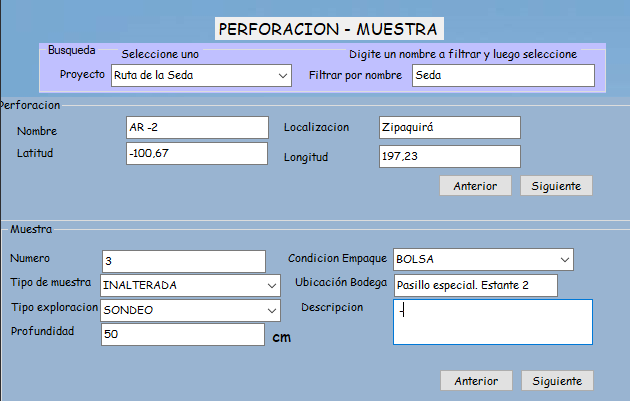 PERFORACION - MUESTRA
Busqueda
Seleccione uno Digite un nombre a filtrar y luego seleccione
Proyecto Ruta de la Seda Filtrar por nombre Seda
Perforacion
Nombre AR -2 Localizacion Zipaquirá
Latitud -100,67 Longitud 197,23
Anterior Siguiente
Muestra
Numero 3 Condicion Empaque BOLSA
Tipo de muestra INALTERADA Ubicación Bodega Pasillo especial. Estante 2
Tipo exploracion SONDEO Descripcion -
Profundidad 50 cm
Anterior Siguiente